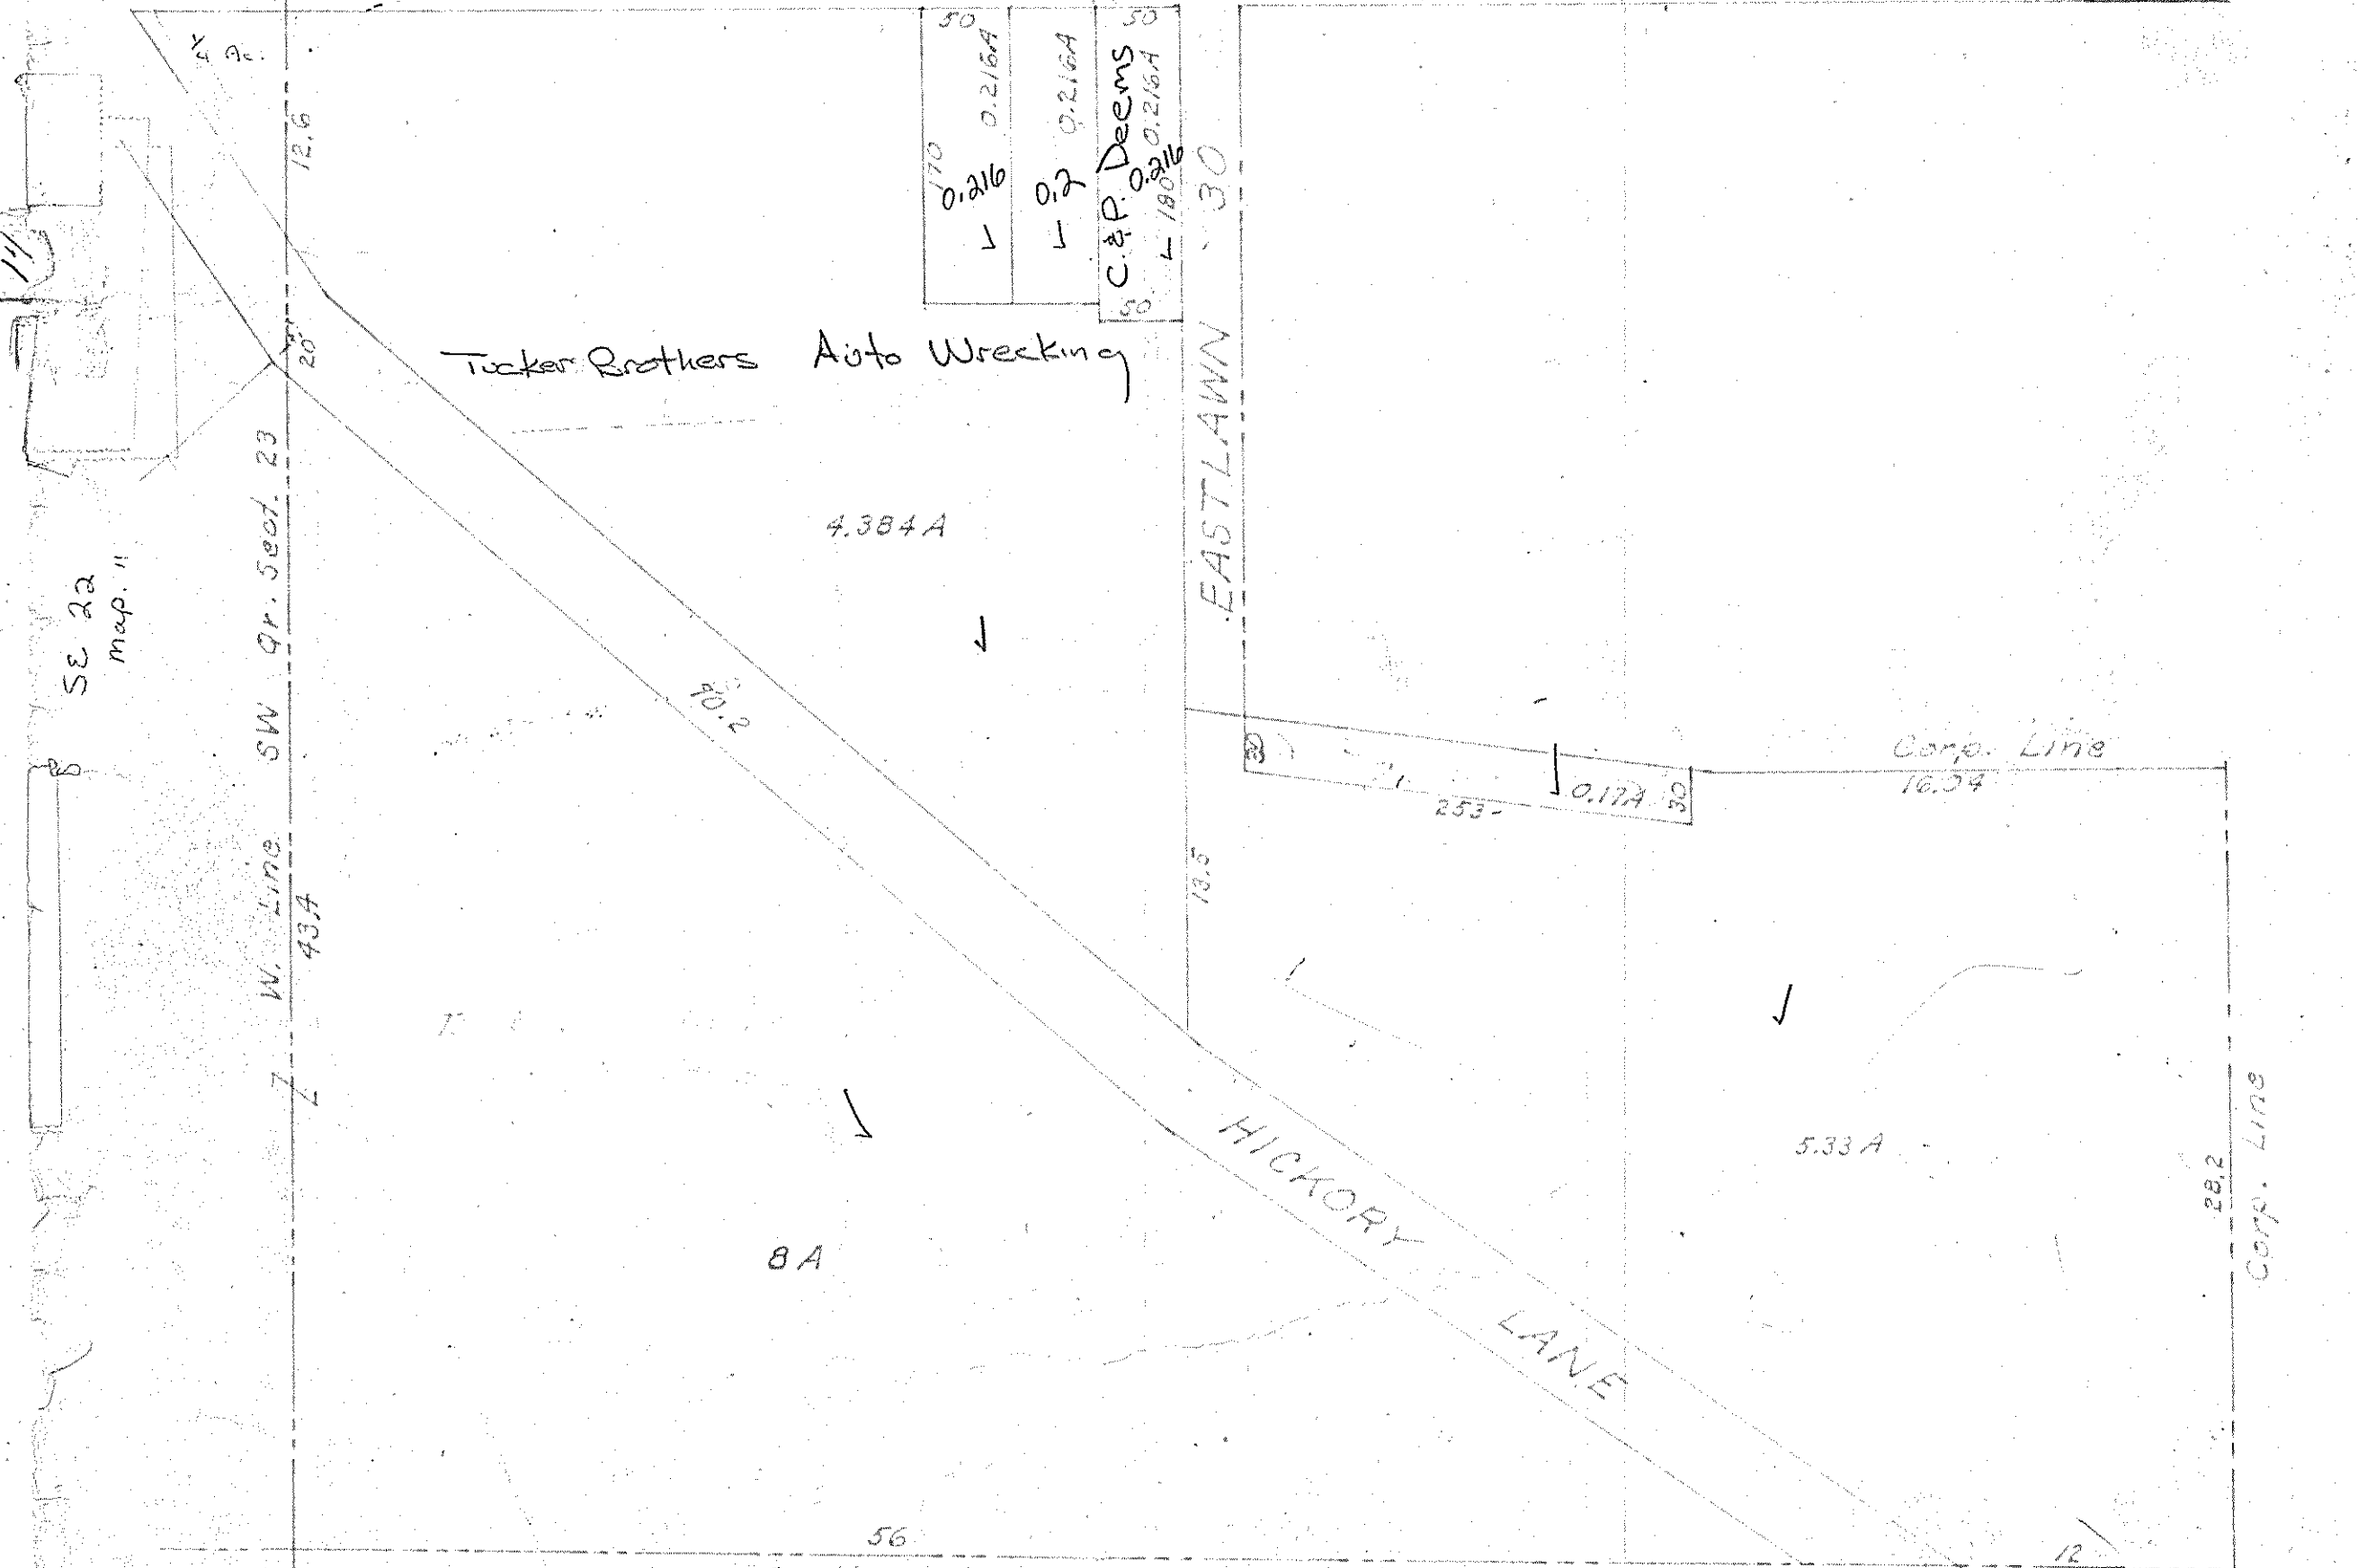 ¼ Ac.
12.6
50
170
0.216A
0.216
0.216A
0.2
50
C. & P. Deems
0.216A
0.216
180
50
EASTLAWN 30
20
Tucker Brothers Auto Wrecking
4.384A
SE 22
map."
W. Line SW Qr. Sect. 23
43.4
40.2
30
253
0.17A
30
Corp. Line
13.5
HICKORY LANE
5.33A
28.2
Corp. Line
8A
56
12